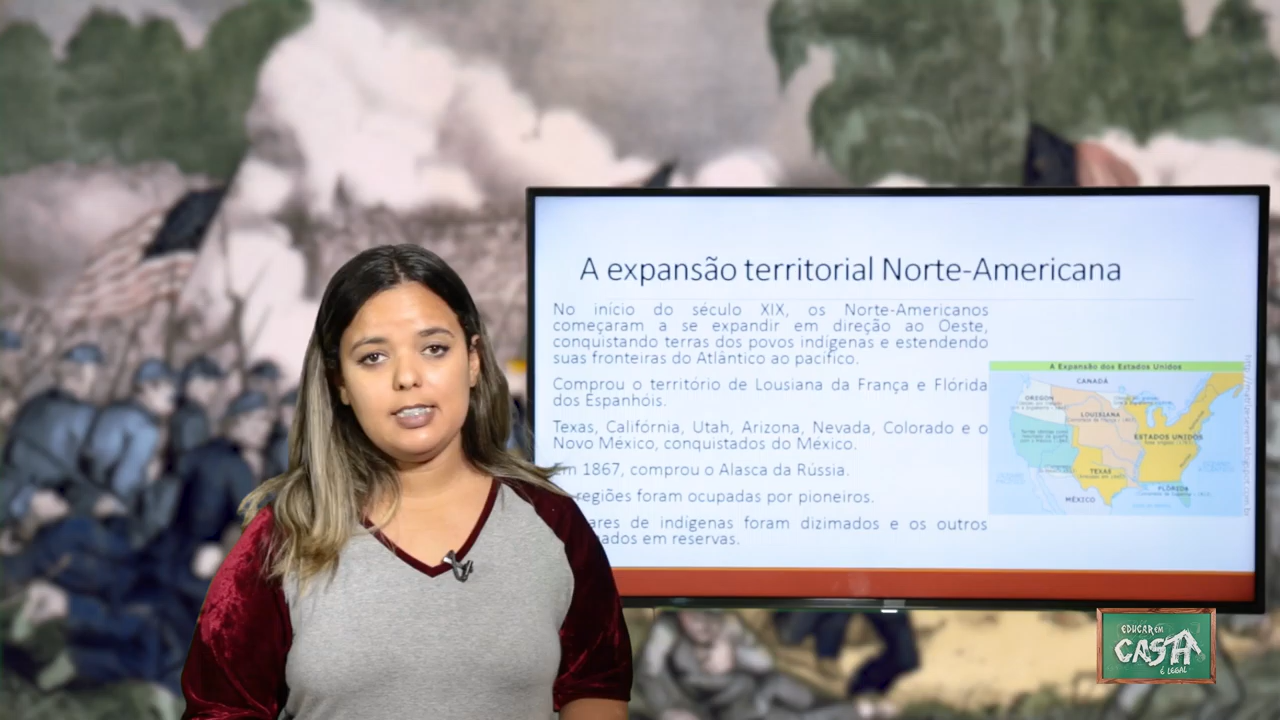 A expansão territorial Norte-Americana
No início do século XIX, os Norte-Americanos
começaram a se expandir em direção ao Oeste,
conquistando terras dos povos indígenas e estendendo
suas fronteiras do Atlântico ao pacifico.
Comprou o território de Lousiana da França e Flórida
dos Espanhóis.
Texas, Califórnia, Utah, Arizona, Nevada, Colorado e o
Novo México, conquistados do México.
Em 1867, comprou o Alasca da Rússia.
regiões foram ocupadas por pioneiros.
ares de indígenas foram dizimados e os outros
ados em reservas.
A Expansão dos Estados Unidos
CANADÁ
OREGON
LOUISIANA
ESTADOS UNIDOS
TEXAS
FLÓRIDA
MÉXICO
EDUCAR EM
CASA
É LEGAL